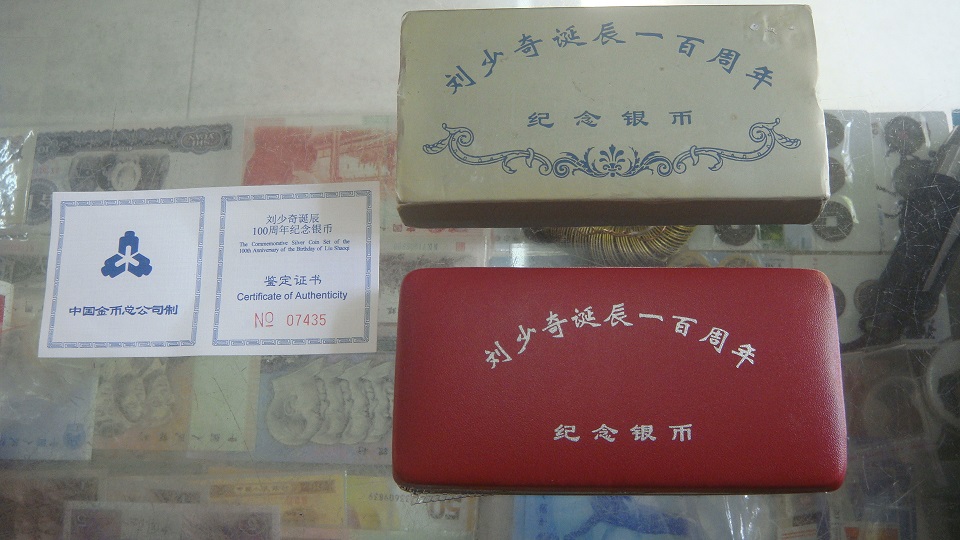 刘少奇诞辰一百周年
纪念银币
中国金币总公司制
刘少奇诞辰
100周年纪念银币
The Commemorative Silver Coin Set of the
100th Anniversary of the Birthday of Liu Shaoqi
鉴定证书
Certificate of Authenticity
№ 07435
刘少奇诞辰一百周年
纪念银币